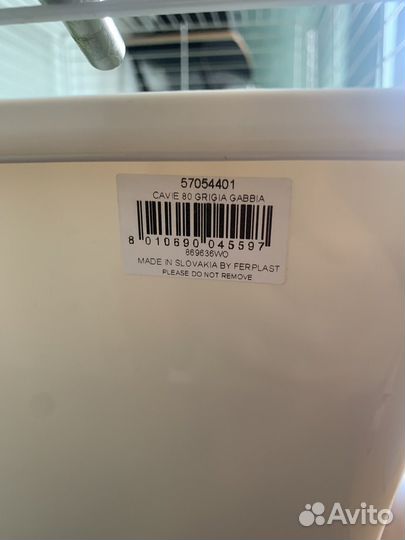 57054401
CAVIE 80 GRIGIA GABBIA
8 010690 045597
869636WO
MADE IN SLOVAKIA BY FERPLAST
PLEASE DO NOT REMOVE
Avito